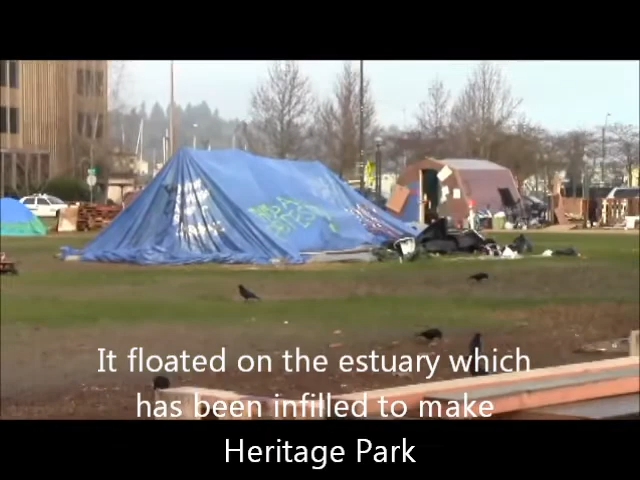 It floated on the estuary which
has been infilled to make
Heritage Park